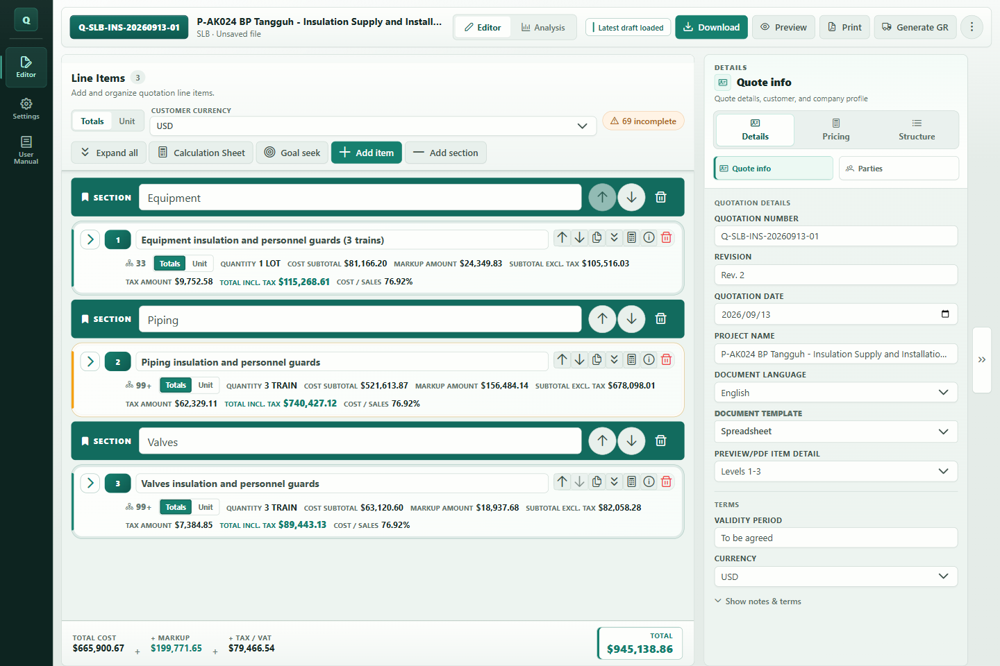 Q
Editor
Settings
User
Manual
Q-SLB-INS-20260913-01
P-AK024 BP Tangguh - Insulation Supply and Install...
SLB · Unsaved file
Editor
Analysis
Latest draft loaded
Download
Preview
Print
Generate GR
Line Items 3
Add and organize quotation line items.
Totals
Unit
CUSTOMER CURRENCY
USD
69 incomplete
Expand all
Calculation Sheet
Goal seek
Add item
Add section
SECTION
Equipment
1
Equipment insulation and personnel guards (3 trains)
33 Totals Unit QUANTITY 1 LOT COST SUBTOTAL $81,166.20 MARKUP AMOUNT $24,349.83 SUBTOTAL EXCL. TAX $105,516.03
TAX AMOUNT $9,752.58 TOTAL INCL. TAX $115,268.61 COST / SALES 76.92%
SECTION
Piping
2
Piping insulation and personnel guards
99+ Totals Unit QUANTITY 3 TRAIN COST SUBTOTAL $521,613.87 MARKUP AMOUNT $156,484.14 SUBTOTAL EXCL. TAX $678,098.01
TAX AMOUNT $62,329.11 TOTAL INCL. TAX $740,427.12 COST / SALES 76.92%
SECTION
Valves
3
Valves insulation and personnel guards
99+ Totals Unit QUANTITY 3 TRAIN COST SUBTOTAL $63,120.60 MARKUP AMOUNT $18,937.68 SUBTOTAL EXCL. TAX $82,058.28
TAX AMOUNT $7,384.85 TOTAL INCL. TAX $89,443.13 COST / SALES 76.92%
TOTAL COST
$665,900.67
+
+ MARKUP
$199,771.65
+
+ TAX / VAT
$79,466.54
TOTAL
$945,138.86
DETAILS
Quote info
Quote details, customer, and company profile
Details
Pricing
Structure
Quote info
Parties
QUOTATION DETAILS
QUOTATION NUMBER
Q-SLB-INS-20260913-01
REVISION
Rev. 2
QUOTATION DATE
2026/09/13
PROJECT NAME
P-AK024 BP Tangguh - Insulation Supply and Installatio...
DOCUMENT LANGUAGE
English
DOCUMENT TEMPLATE
Spreadsheet
PREVIEW/PDF ITEM DETAIL
Levels 1-3
TERMS
VALIDITY PERIOD
To be agreed
CURRENCY
USD
Show notes & terms